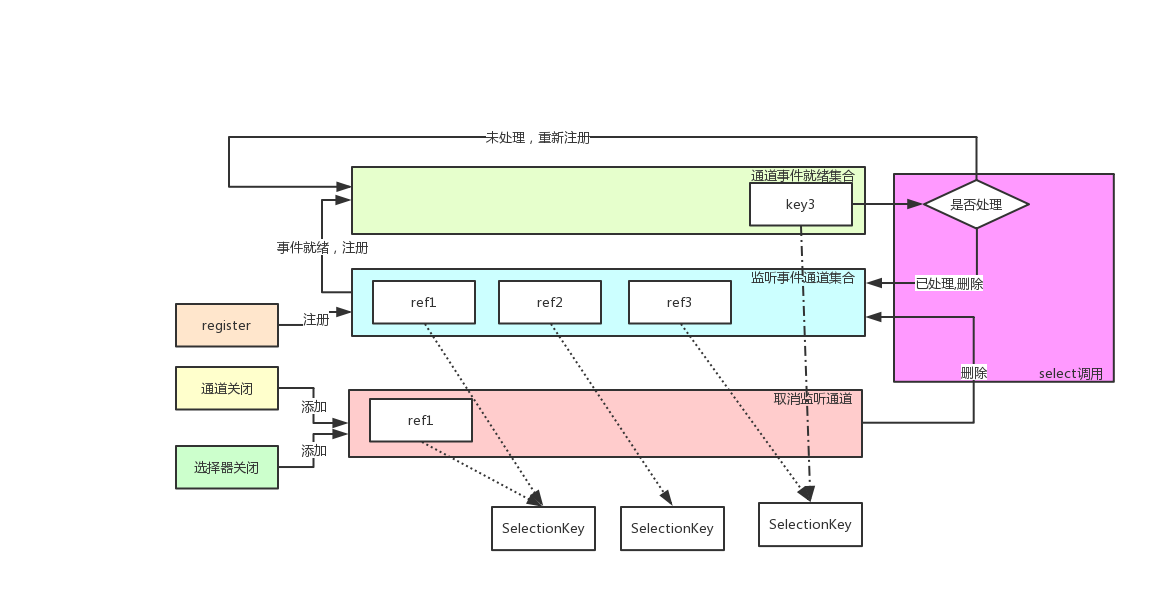 未处理，重新注册
通道事件就绪集合
key3
是否处理
事件就绪，注册
监听事件通道集合
已处理,删除
ref1
ref2
ref3
register
注册
删除
select调用
通道关闭
添加
取消监听通道
ref1
添加
选择器关闭
SelectionKey
SelectionKey
SelectionKey